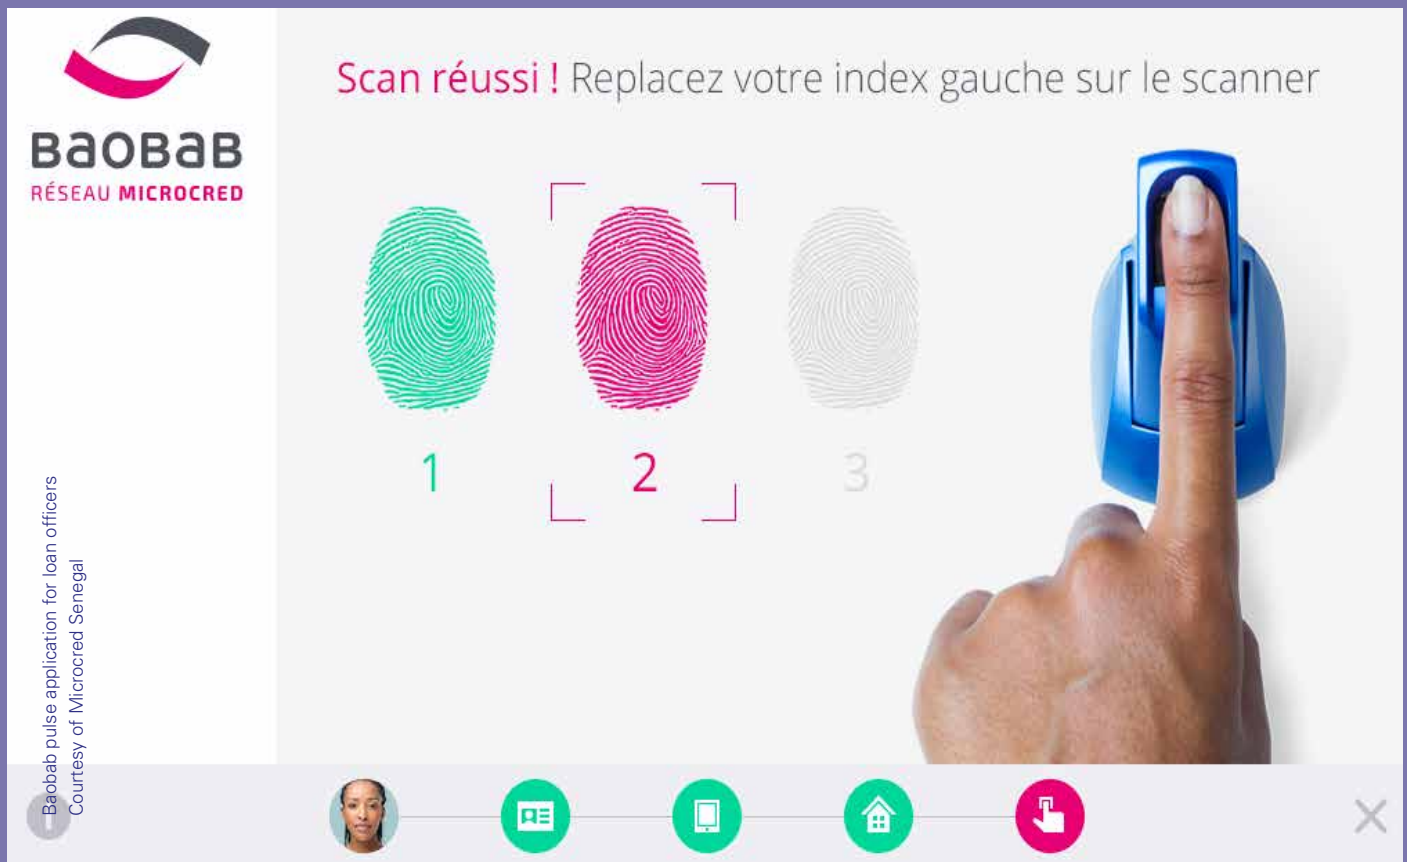 BAOBAB
RÉSEAU MICROCRED
Scan réussi ! Replacez votre index gauche sur le scanner
1
2
3
Baobab pulse application for loan officers
Courtesy of Microcred Senegal